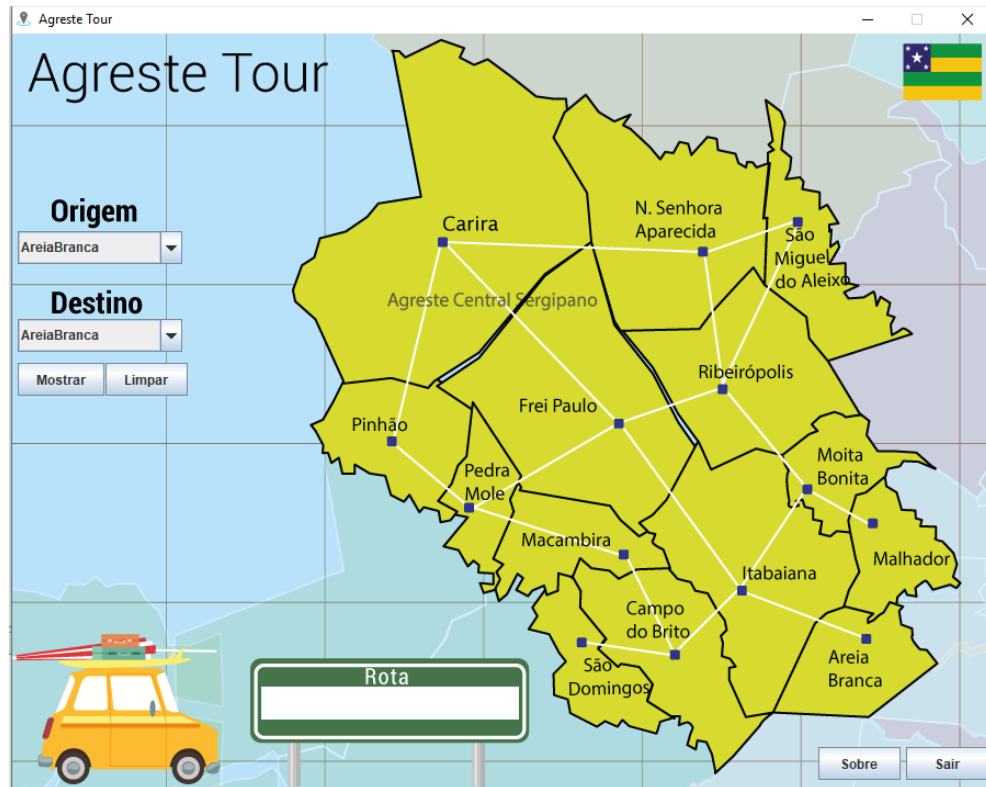 Agreste Tour
Agreste Tour
Origem
AreiaBranca
Destino
AreiaBranca
Mostrar
Limpar
Carira
N. Senhora
Aparecida
São
Miguel
do Aleixo
Agreste Central Sergipano
Ribeirópolis
Frei Paulo
Pinhão
Moita
Bonita
Pedra
Mole
Macambira
Malhador
Itabaiana
Campo
do Brito
São
Domingos
Areia
Branca
Rota
Sobre
Sair